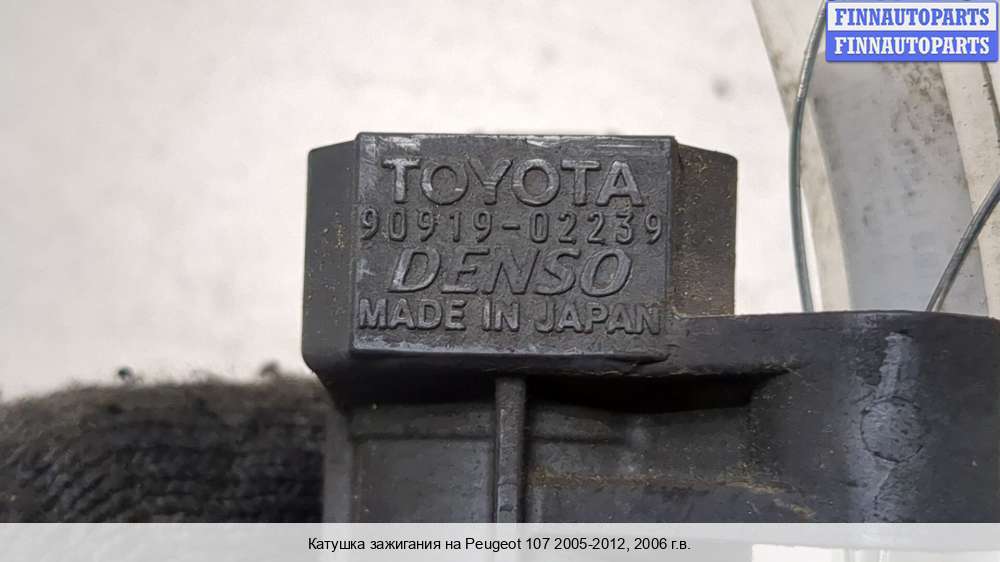 FINNAUTOPARTS
FINNAUTOPARTS
TOYOTA
90919-02239
DENSO
MADE IN JAPAN
Катушка зажигания на Peugeot 107 2005-2012, 2006 г.в.